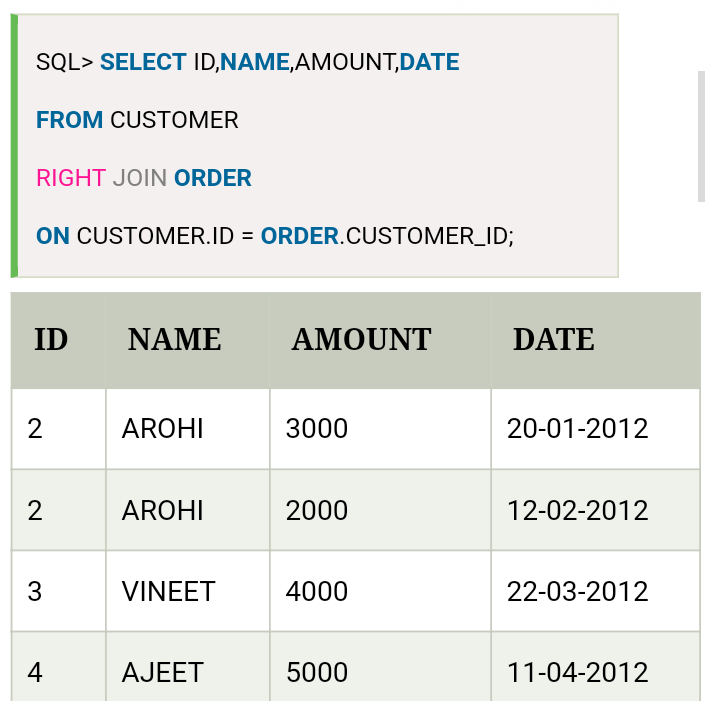 SQL> SELECT ID,NAME,AMOUNT,DATE
FROM CUSTOMER
RIGHT JOIN ORDER
ON CUSTOMER.ID = ORDER.CUSTOMER_ID;
ID NAME AMOUNT DATE
2 AROHI 3000 20-01-2012
2 AROHI 2000 12-02-2012
3 VINEET 4000 22-03-2012
4 AJEET 5000 11-04-2012